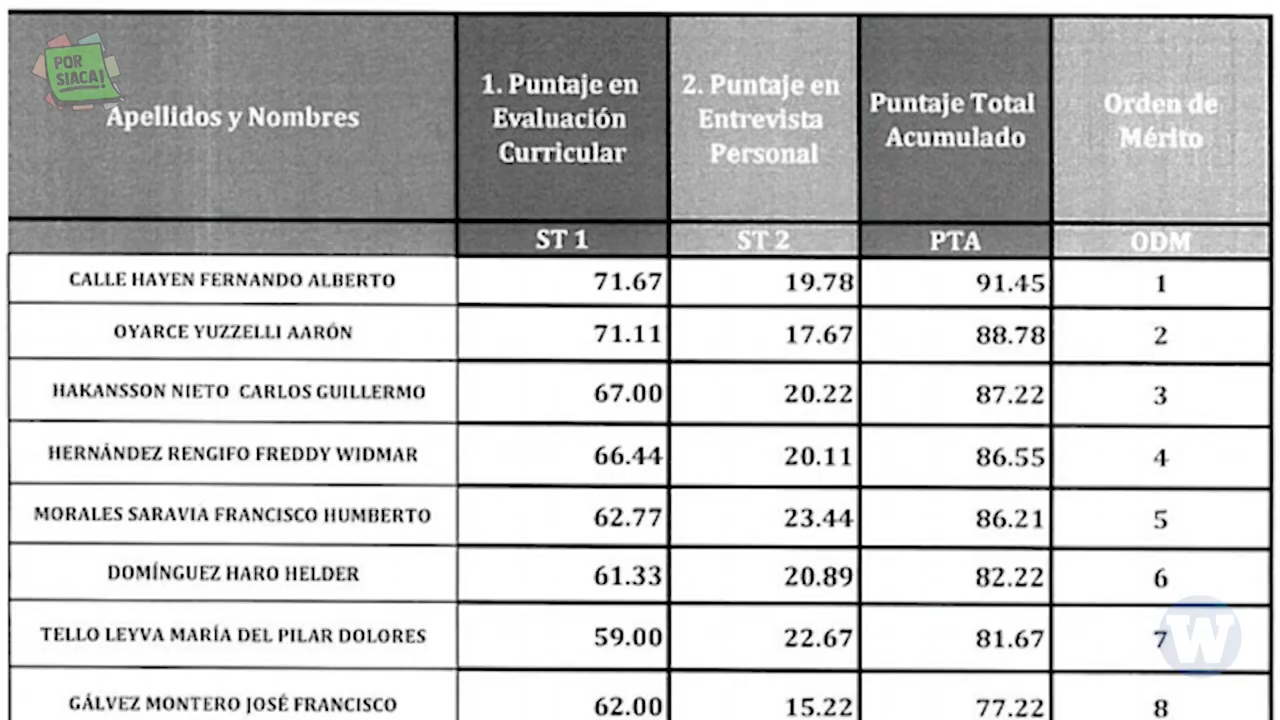 POR
SIACA!
Apellidos y Nombres
1. Puntaje en
Evaluación
Curricular
2. Puntaje en
Entrevista
Personal
Puntaje Total
Acumulado
Orden de
Mérito
ST 1 ST 2 PTA ODM
CALLE HAYEN FERNANDO ALBERTO 71.67 19.78 91.45 1
OYARCE YUZZELLI AARÓN 71.11 17.67 88.78 2
HAKANSSON NIETO CARLOS GUILLERMO 67.00 20.22 87.22 3
HERNÁNDEZ RENGIFO FREDDY WIDMAR 66.44 20.11 86.55 4
MORALES SARAVIA FRANCISCO HUMBERTO 62.77 23.44 86.21 5
DOMÍNGUEZ HARO HELDER 61.33 20.89 82.22 6
TELLO LEYVA MARÍA DEL PILAR DOLORES 59.00 22.67 81.67 7
W
GÁLVEZ MONTERO JOSÉ FRANCISCO 62.00 15.22 77.22 8